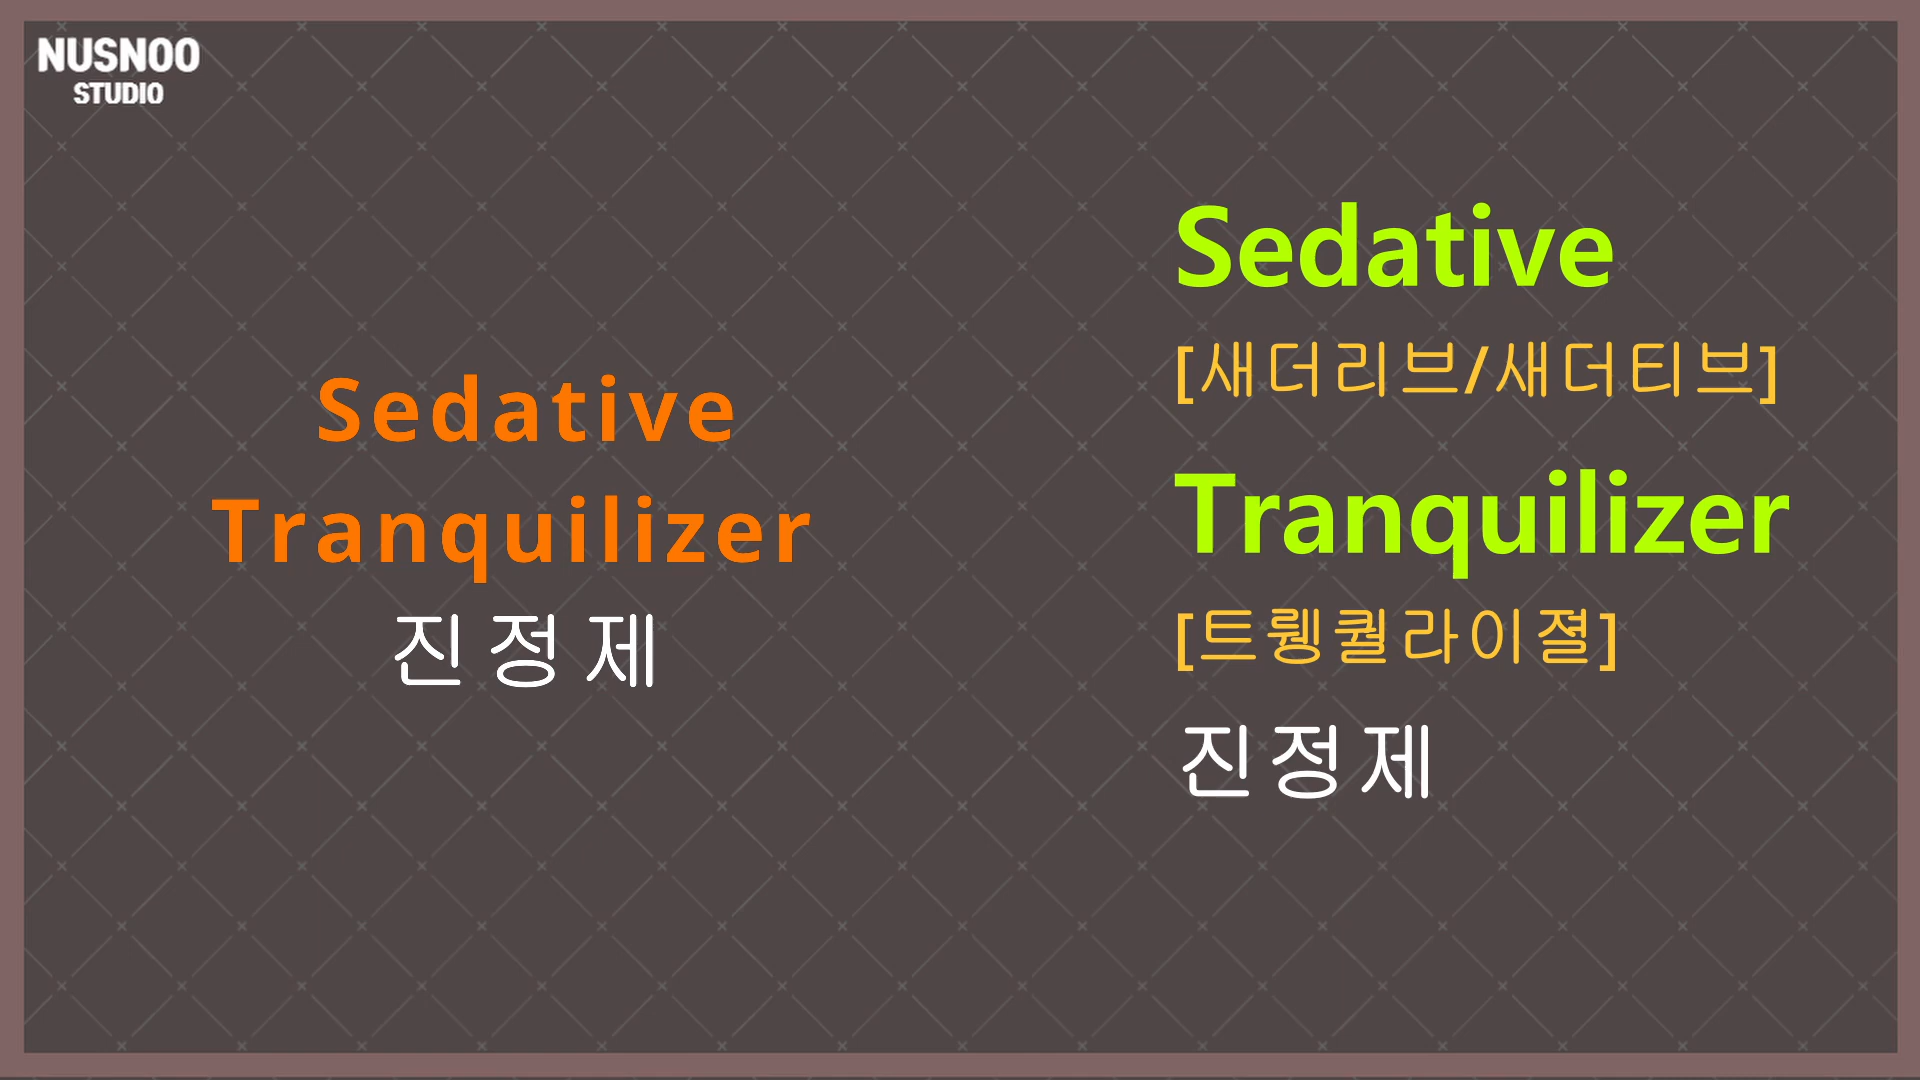 NUSNOO
STUDIO
Sedative
Tranquilizer
진정제
Sedative
[새더리브/새더티브]
Tranquilizer
[트뤵퀄라이졀]
진정제